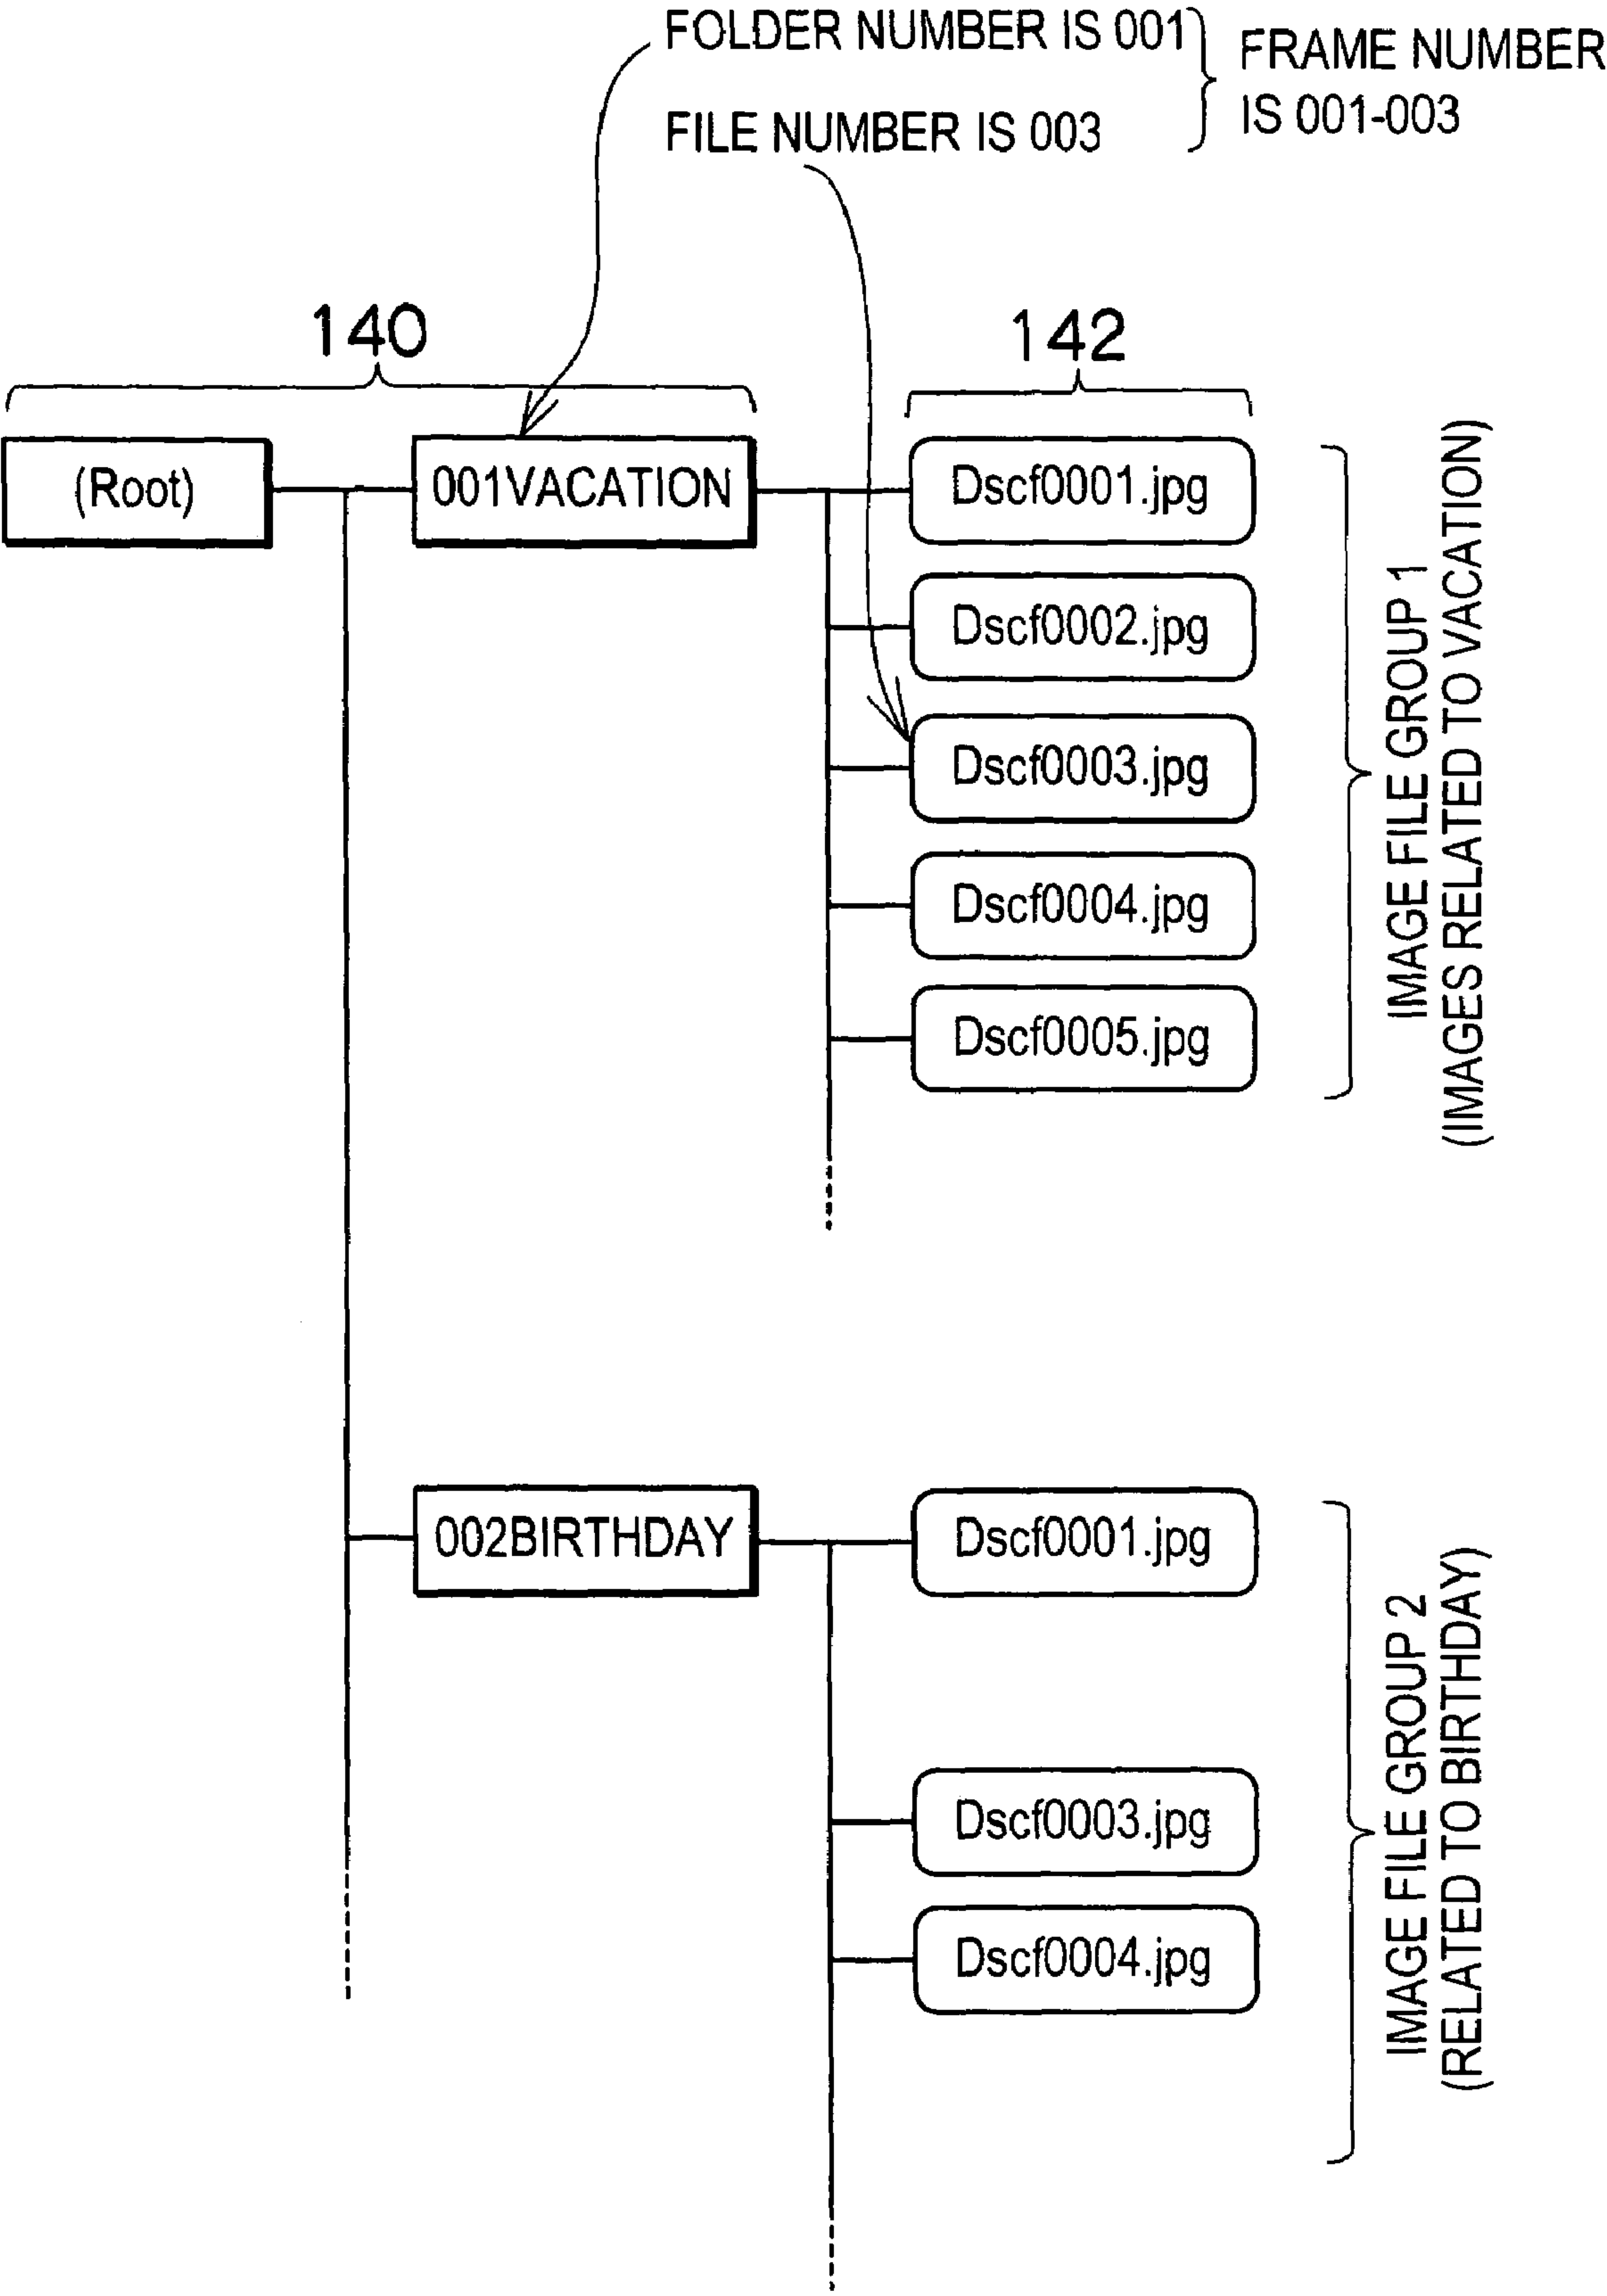 FOLDER NUMBER IS 001
FILE NUMBER IS 003
FRAME NUMBER
IS 001-003
140
142
(Root)
001VACATION
Dscf0001.jpg
Dscf0002.jpg
Dscf0003.jpg
Dscf0004.jpg
Dscf0005.jpg
IMAGE FILE GROUP 1
(IMAGES RELATED TO VACATION)
002BIRTHDAY
Dscf0001.jpg
Dscf0003.jpg
Dscf0004.jpg
IMAGE FILE GROUP 2
(RELATED TO BIRTHDAY)